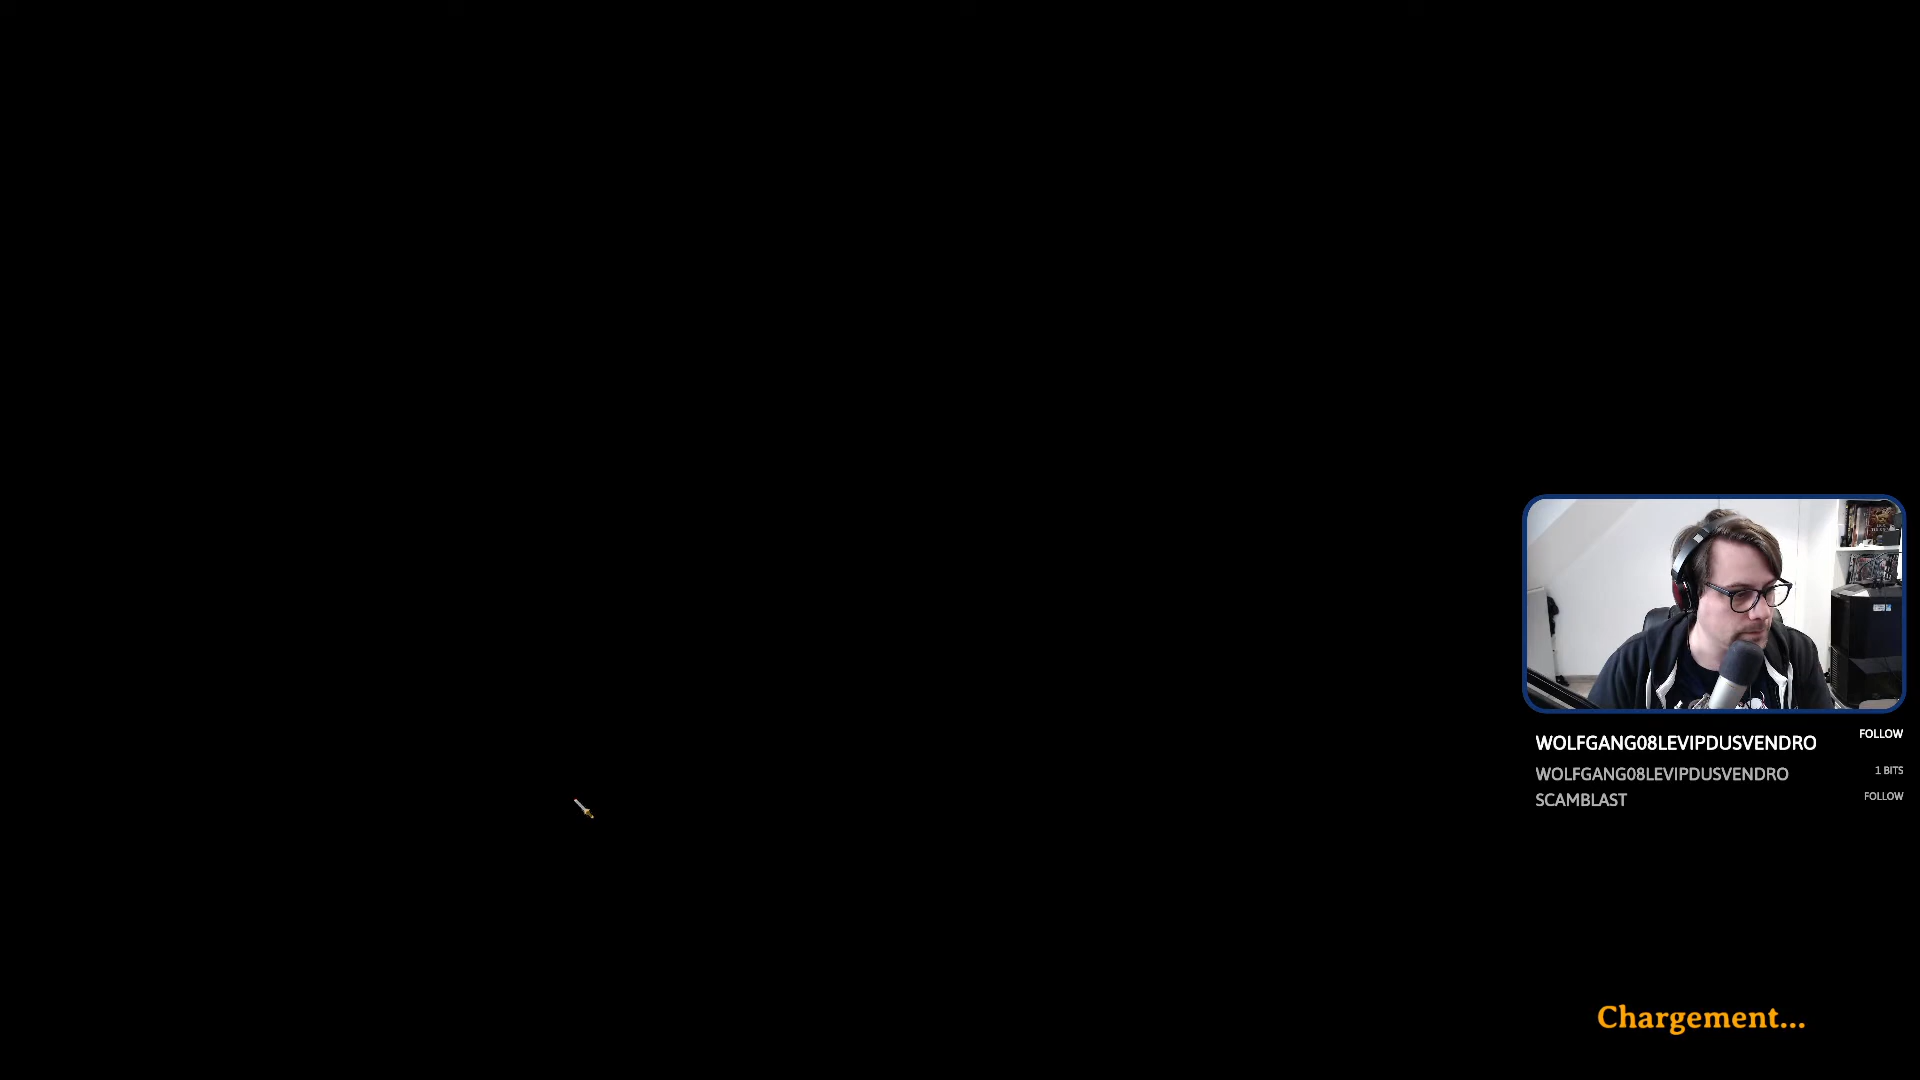 WOLFGANG08LEVIPDUSVENDRO FOLLOW
WOLFGANG08LEVIPDUSVENDRO 1 BITS
SCAMBLAST FOLLOW
Chargement...